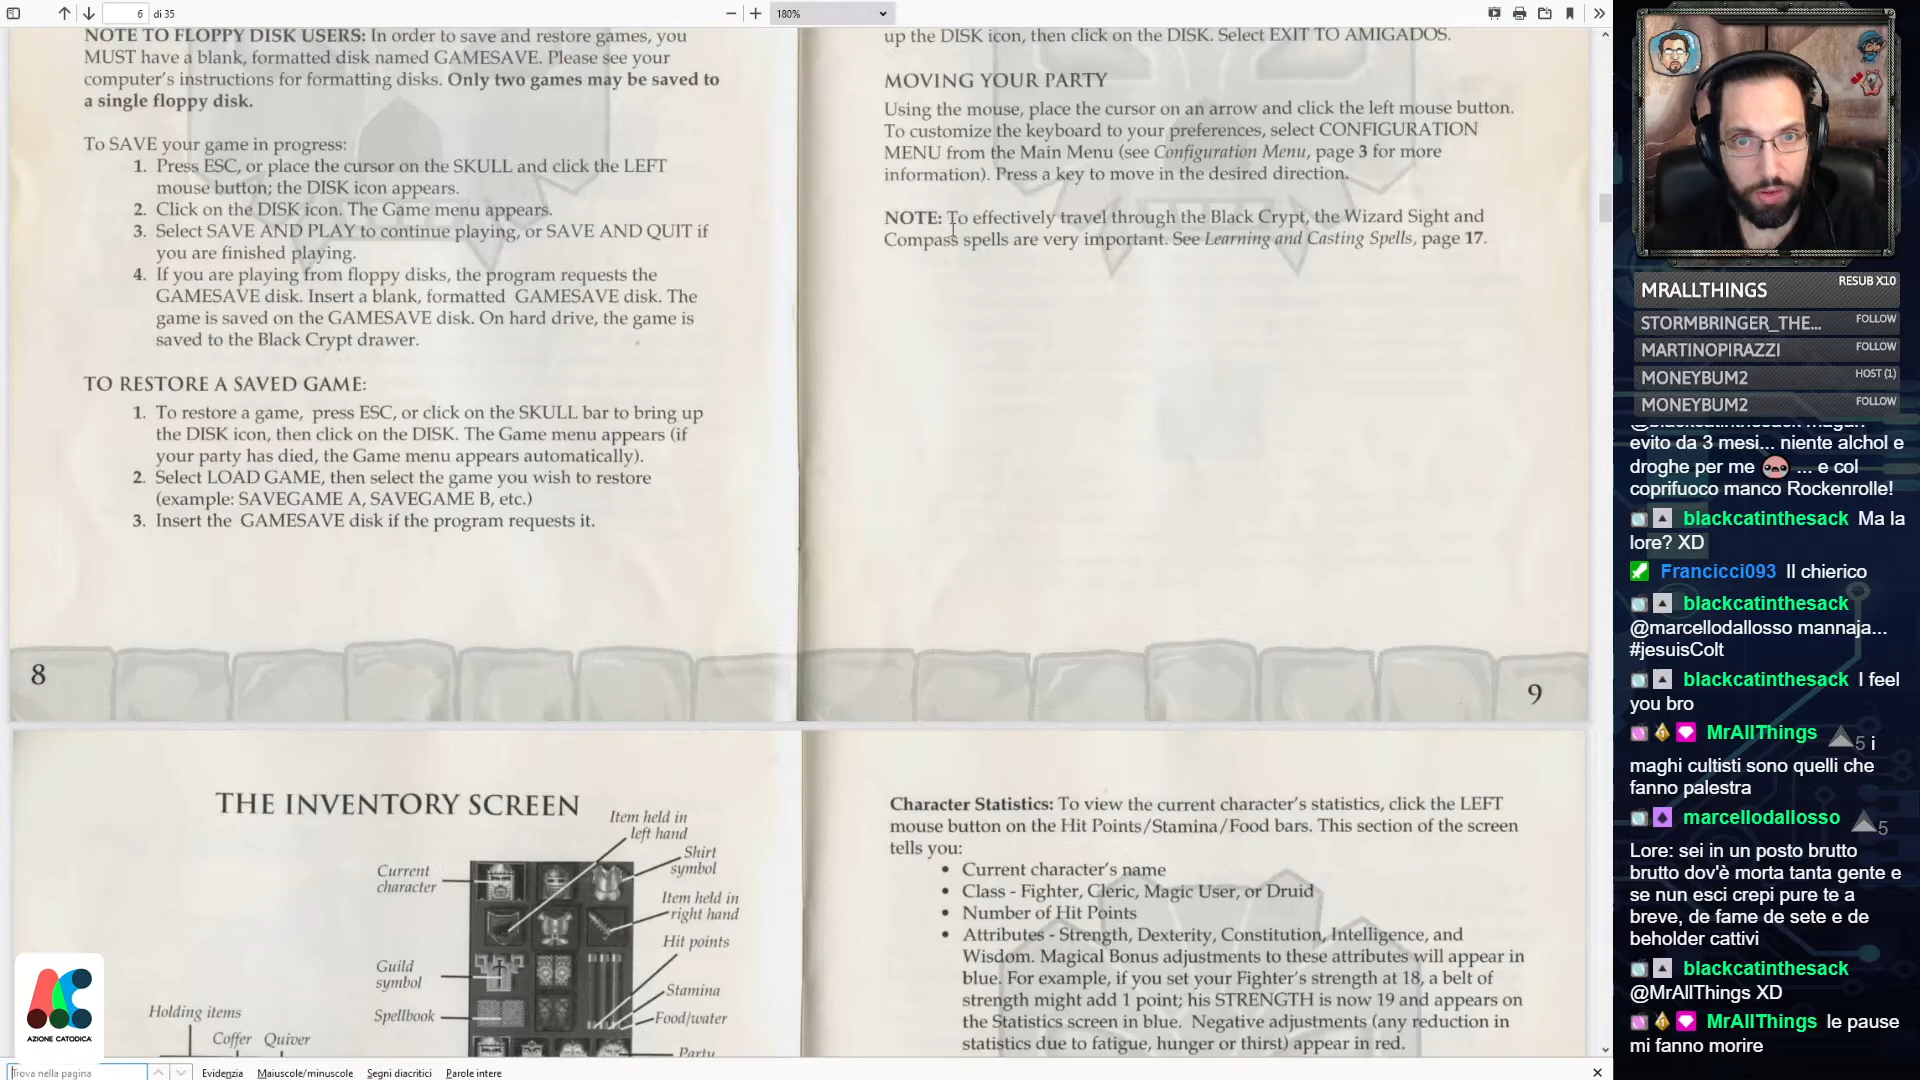 6
di 35
180%
NOTE TO FLOPPY DISK USERS: In order to save and restore games, you
MUST have a blank, formatted disk named GAMESAVE. Please see your
computer's instructions for formatting disks. Only two games may be saved to
a single floppy disk.
To SAVE your game in progress:
1. Press ESC, or place the cursor on the SKULL and click the LEFT
mouse button; the DISK icon appears.
2. Click on the DISK icon. The Game menu appears.
3. Select SAVE AND PLAY to continue playing, or SAVE AND QUIT if
you are finished playing.
4. If you are playing from floppy disks, the program requests the
GAMESAVE disk. Insert a blank, formatted GAMESAVE disk. The
game is saved on the GAMESAVE disk. On hard drive, the game is
saved to the Black Crypt drawer.
TO RESTORE A SAVED GAME:
1. To restore a game, press ESC, or click on the SKULL bar to bring up
the DISK icon, then click on the DISK. The Game menu appears (if
your party has died, the Game menu appears automatically).
2. Select LOAD GAME, then select the game you wish to restore
(example: SAVEGAME A, SAVEGAME B, etc.)
3. Insert the GAMESAVE disk if the program requests it.
8
up the DISK icon, then click on the DISK. Select EXIT TO AMIGADOS.
MOVING YOUR PARTY
Using the mouse, place the cursor on an arrow and click the left mouse button.
To customize the keyboard to your preferences, select CONFIGURATION
MENU from the Main Menu (see Configuration Menu, page 3 for more
information). Press a key to move in the desired direction.
NOTE: To effectively travel through the Black Crypt, the Wizard Sight and
Compass spells are very important. See Learning and Casting Spells, page 17.
9
THE INVENTORY SCREEN
Item held in
left hand
Shirt
symbol
Current
character
Item held in
right hand
Hit points
Guild
symbol
Stamina
Spellbook
Food/water
Holding items
Coffer Quiver
Party
Character Statistics: To view the current character's statistics, click the LEFT
mouse button on the Hit Points/Stamina/Food bars. This section of the screen
tells you:
• Current character's name
• Class - Fighter, Cleric, Magic User, or Druid
• Number of Hit Points
• Attributes - Strength, Dexterity, Constitution, Intelligence, and
Wisdom. Magical Bonus adjustments to these attributes will appear in
blue. For example, if you set your Fighter's strength at 18, a belt of
strength might add 1 point; his STRENGTH is now 19 and appears on
the Statistics screen in blue. Negative adjustments (any reduction in
statistics due to fatigue, hunger or thirst) appear in red.
AZIONE CATODICA
Trova nella pagina
Evidenzia
Maiuscole/minuscole
Segni diacritici
Parole intere
MRALLTHINGS RESUB X10
STORMBRINGER_THE... FOLLOW
MARTINOPIRAZZI FOLLOW
MONEYBUM2 HOST (1)
MONEYBUM2 FOLLOW
@blackcatinthesack magari
evito da 3 mesi... niente alchol e
droghe per me ... e col
coprifuoco manco Rockenrolle!
blackcatinthesack Ma la
lore? XD
Francicci093 Il chierico
blackcatinthesack
@marcellodallosso mannaja...
#jesuisColt
blackcatinthesack I feel
you bro
MrAllThings 5 i
maghi cultisti sono quelli che
fanno palestra
marcellodallosso 5
Lore: sei in un posto brutto
brutto dov'è morta tanta gente e
se nun esci crepi pure te a
breve, de fame de sete e de
beholder cattivi
blackcatinthesack
@MrAllThings XD
MrAllThings le pause
mi fanno morire